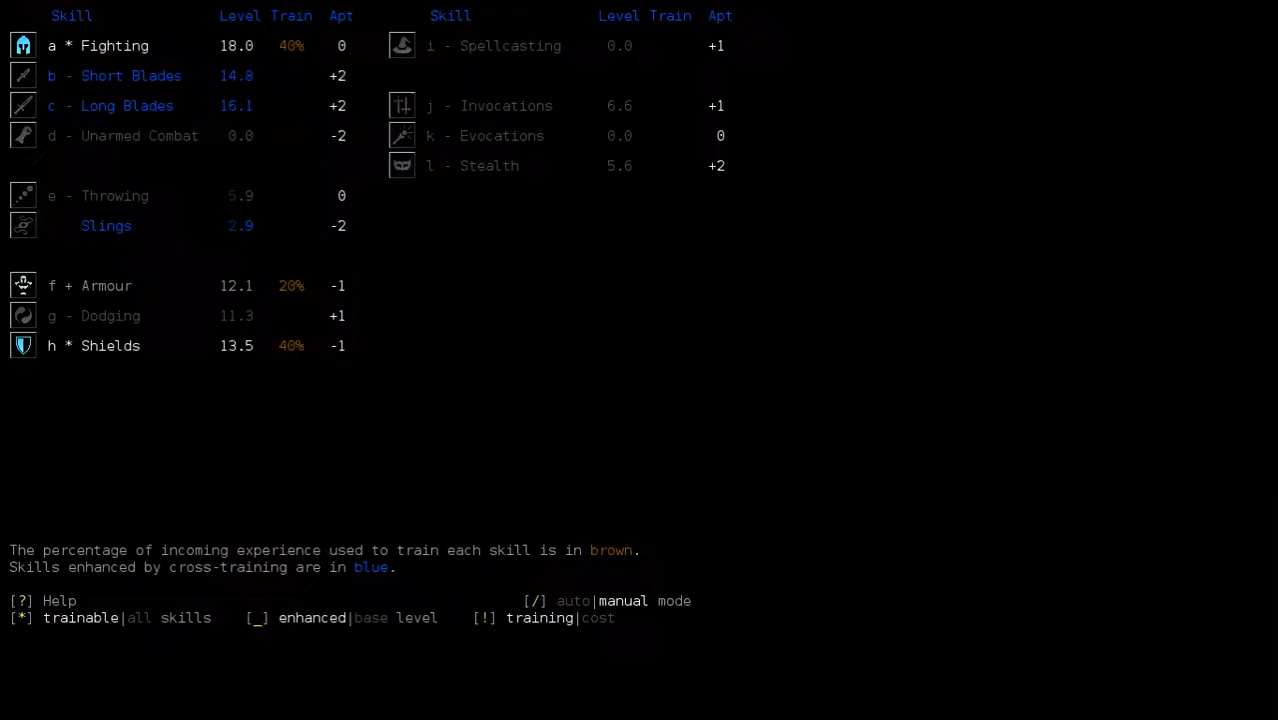 Skill Level Train Apt Skill Level Train Apt
a * Fighting 18.0 40% 0 i - Spellcasting 0.0 +1
b - Short Blades 14.8 +2
c - Long Blades 16.1 +2 j - Invocations 6.6 +1
d - Unarmed Combat 0.0 -2 k - Evocations 0.0 0
l - Stealth 5.6 +2
e - Throwing 5.9 0
Slings 2.9 -2
f + Armour 12.1 20% -1
g - Dodging 11.3 +1
h * Shields 13.5 40% -1
The percentage of incoming experience used to train each skill is in brown.
Skills enhanced by cross-training are in blue.
[?] Help [/] auto|manual mode
[*] trainable|all skills [_] enhanced|base level [!] training|cost